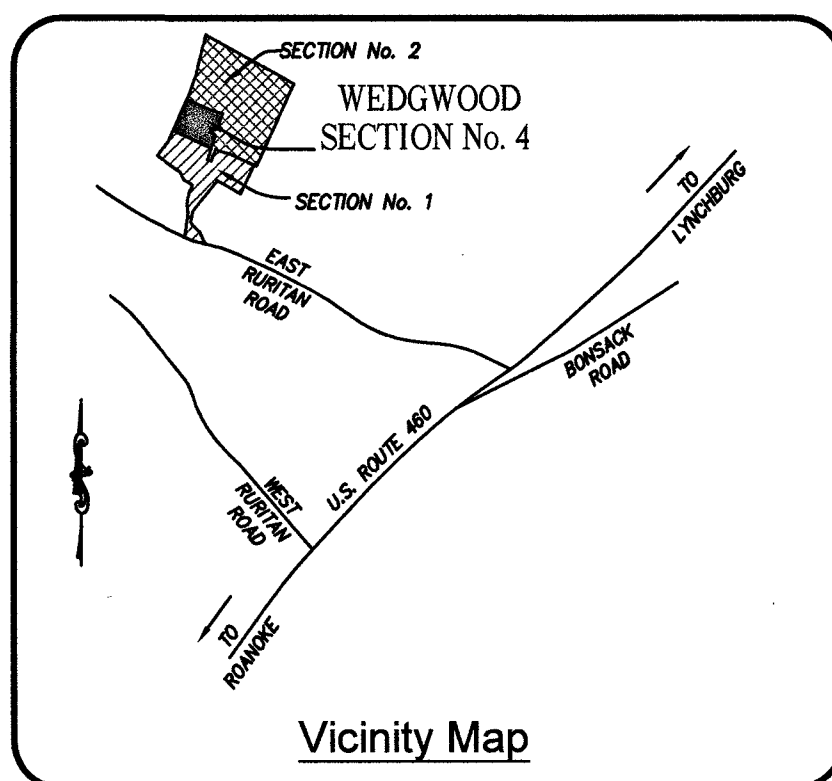 SECTION No. 2
WEDGWOOD
SECTION No. 4
SECTION No. 1
TO
LYNCHBURG
EAST
RURITAN
ROAD
BONSACK
ROAD
U.S. ROUTE 460
WEST
RURITAN
ROAD
TO
ROANOKE
Vicinity Map